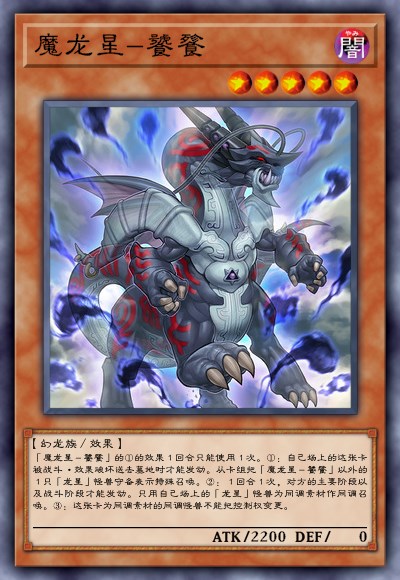 魔龙星－饕餮
やみ
闇
【幻龙族／效果】
「魔龙星－饕餮」的①的效果1回合只能使用1次。①：自己场上的这张卡
被战斗·效果破坏送去墓地时才能发动。从卡组把「魔龙星－饕餮」以外的
1只「龙星」怪兽守备表示特殊召唤。②：1回合1次，对方的主要阶段以
及战斗阶段才能发动。只用自己场上的「龙星」怪兽为同调素材作同调召
唤。③：这张卡为同调素材的同调怪兽不能把控制权变更。
ATK/2200 DEF/ 0